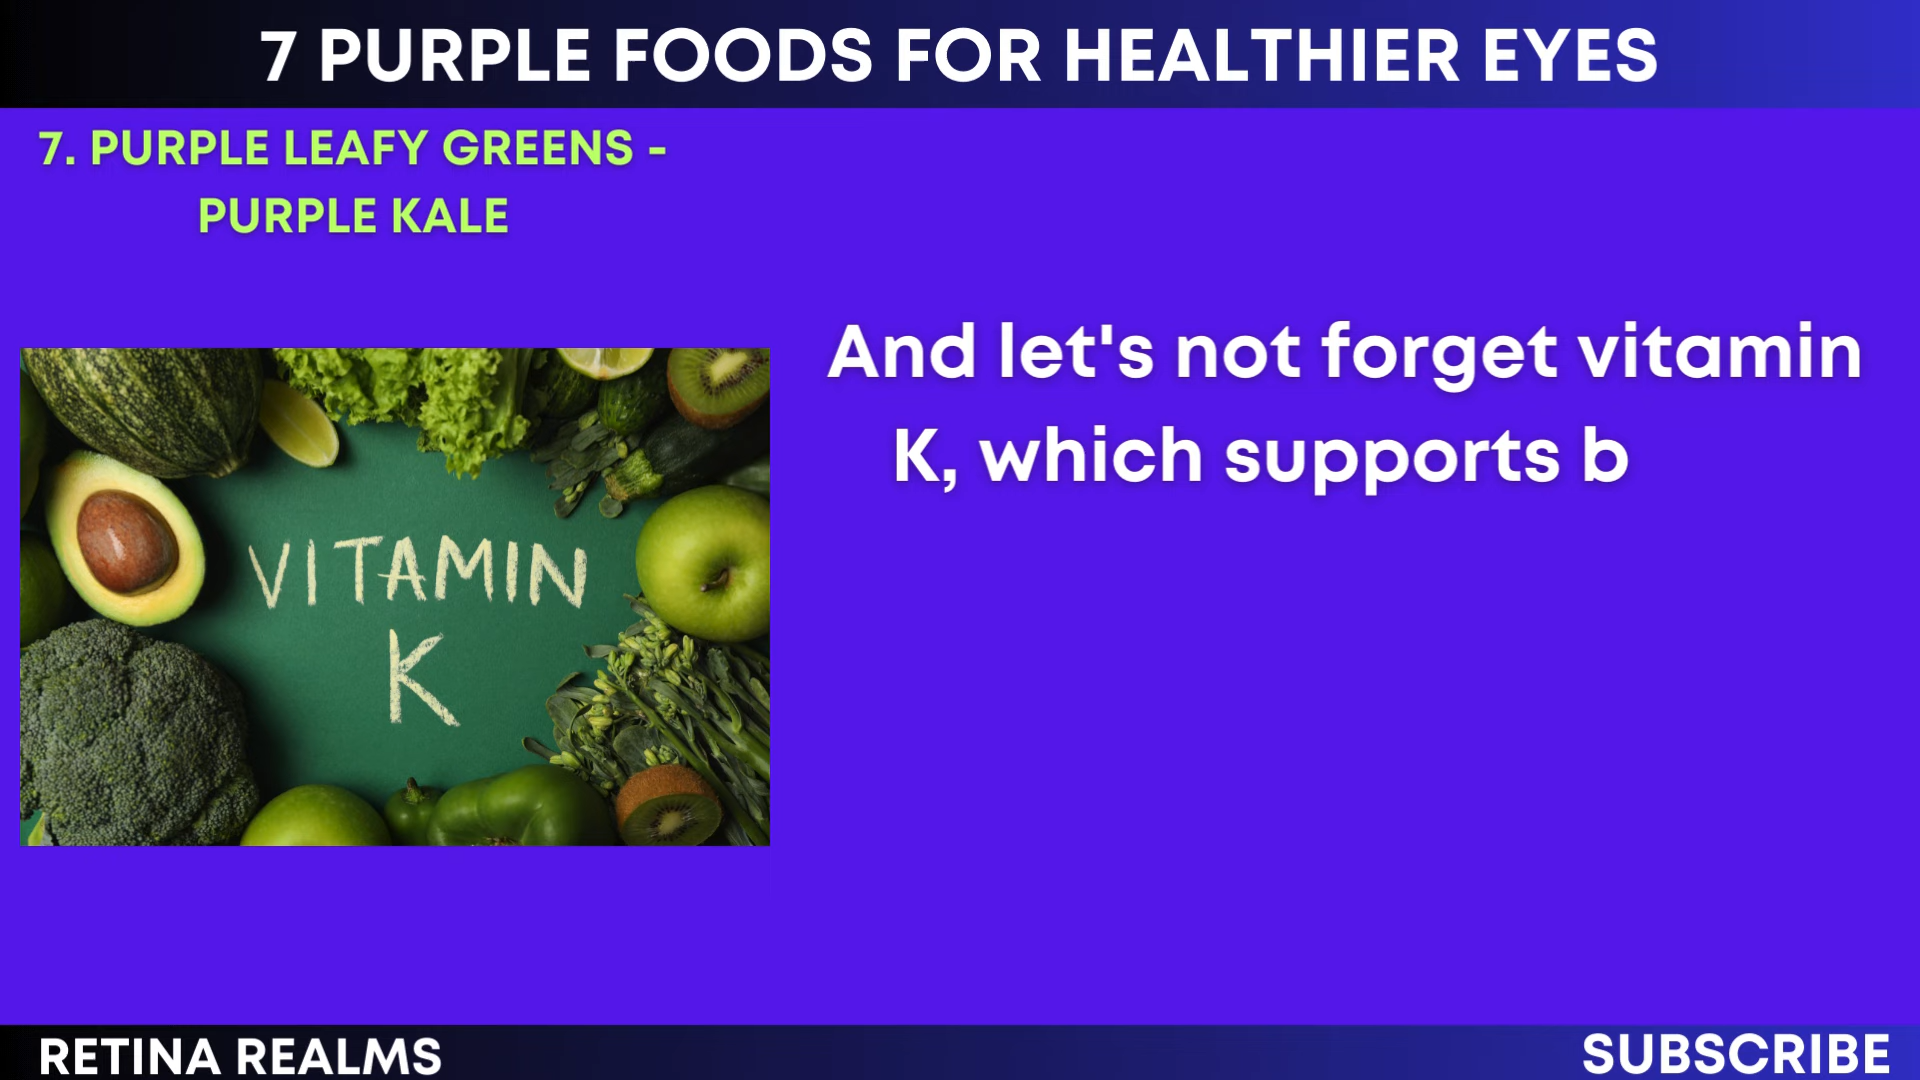 7 PURPLE FOODS FOR HEALTHIER EYES
7. PURPLE LEAFY GREENS -
PURPLE KALE
VITAMIN
K
And let's not forget vitamin
K, which supports b
RETINA REALMS
SUBSCRIBE